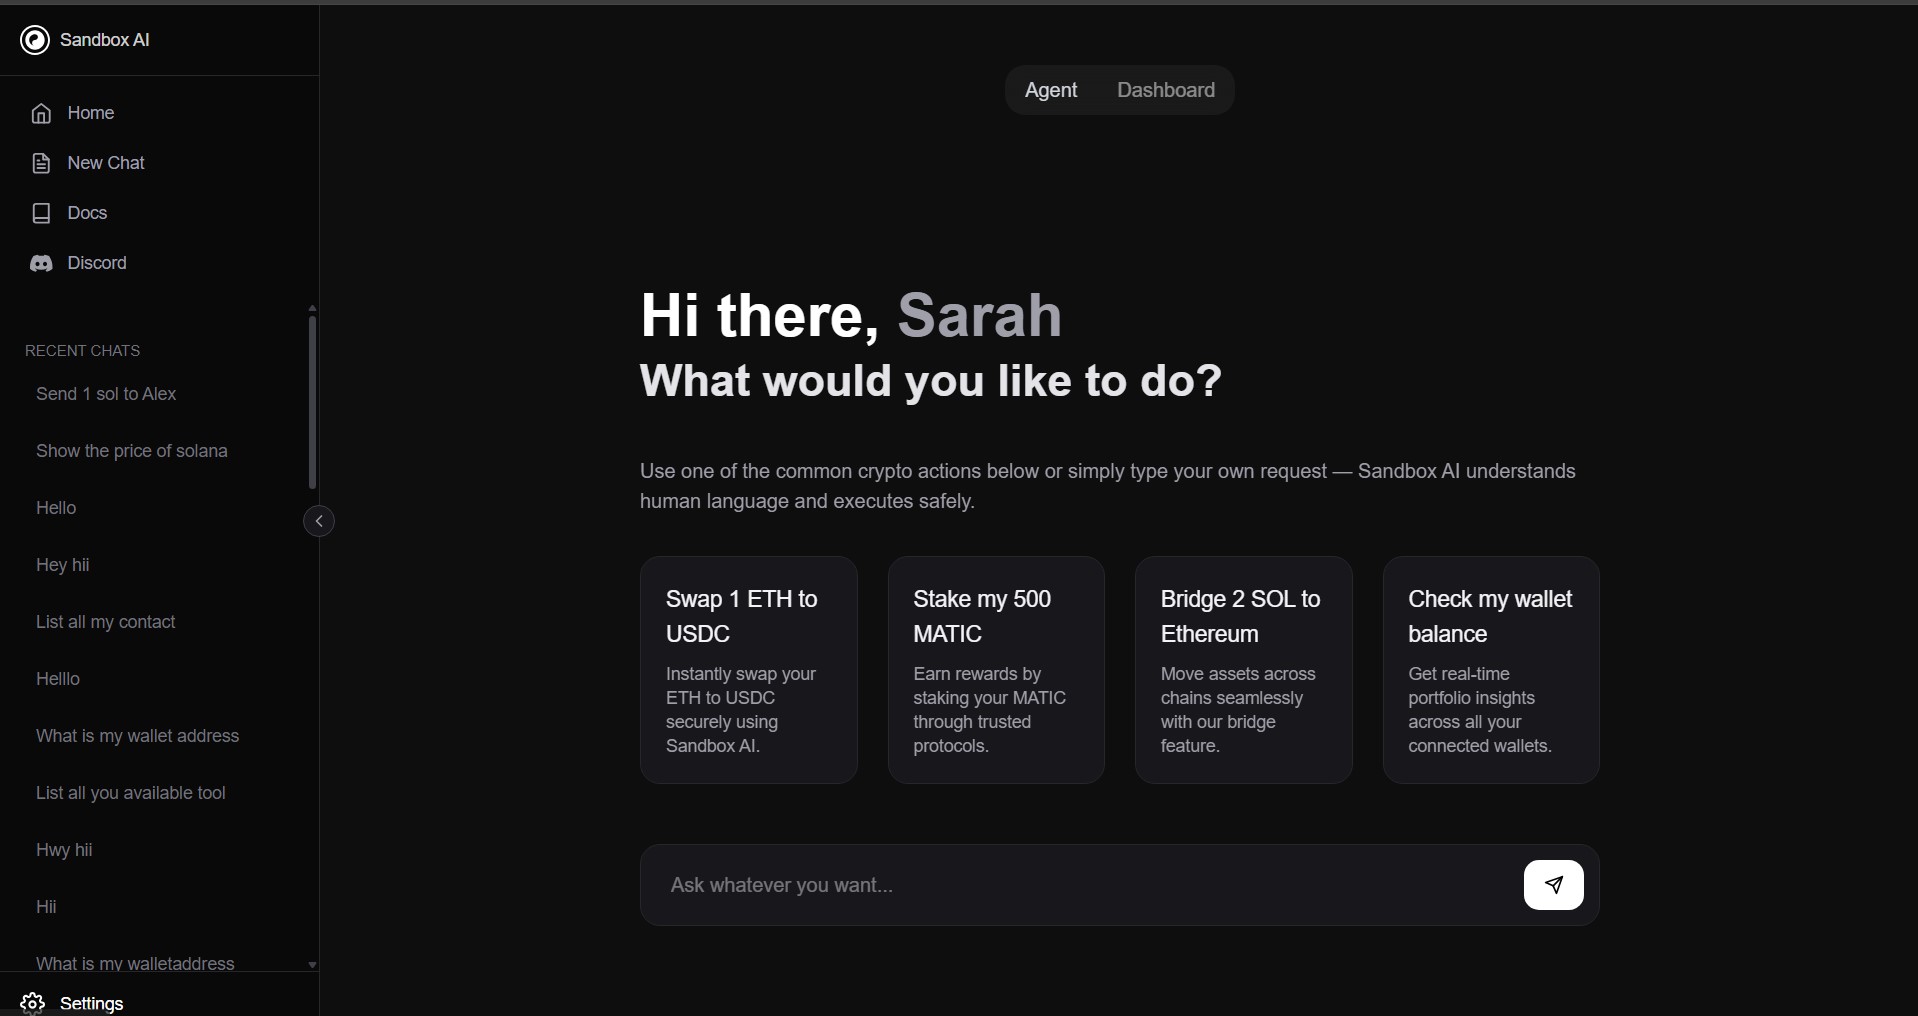 Sandbox AI
Home
New Chat
Docs
Discord
RECENT CHATS
Send 1 sol to Alex
Show the price of solana
Hello
Hey hii
List all my contact
Helllo
What is my wallet address
List all you available tool
Hwy hii
Hii
What is my walletaddress
Settings
Agent
Dashboard
Hi there, Sarah
What would you like to do?
Use one of the common crypto actions below or simply type your own request — Sandbox AI understands
human language and executes safely.
Swap 1 ETH to
USDC
Instantly swap your
ETH to USDC
securely using
Sandbox AI.
Stake my 500
MATIC
Earn rewards by
staking your MATIC
through trusted
protocols.
Bridge 2 SOL to
Ethereum
Move assets across
chains seamlessly
with our bridge
feature.
Check my wallet
balance
Get real-time
portfolio insights
across all your
connected wallets.
Ask whatever you want...